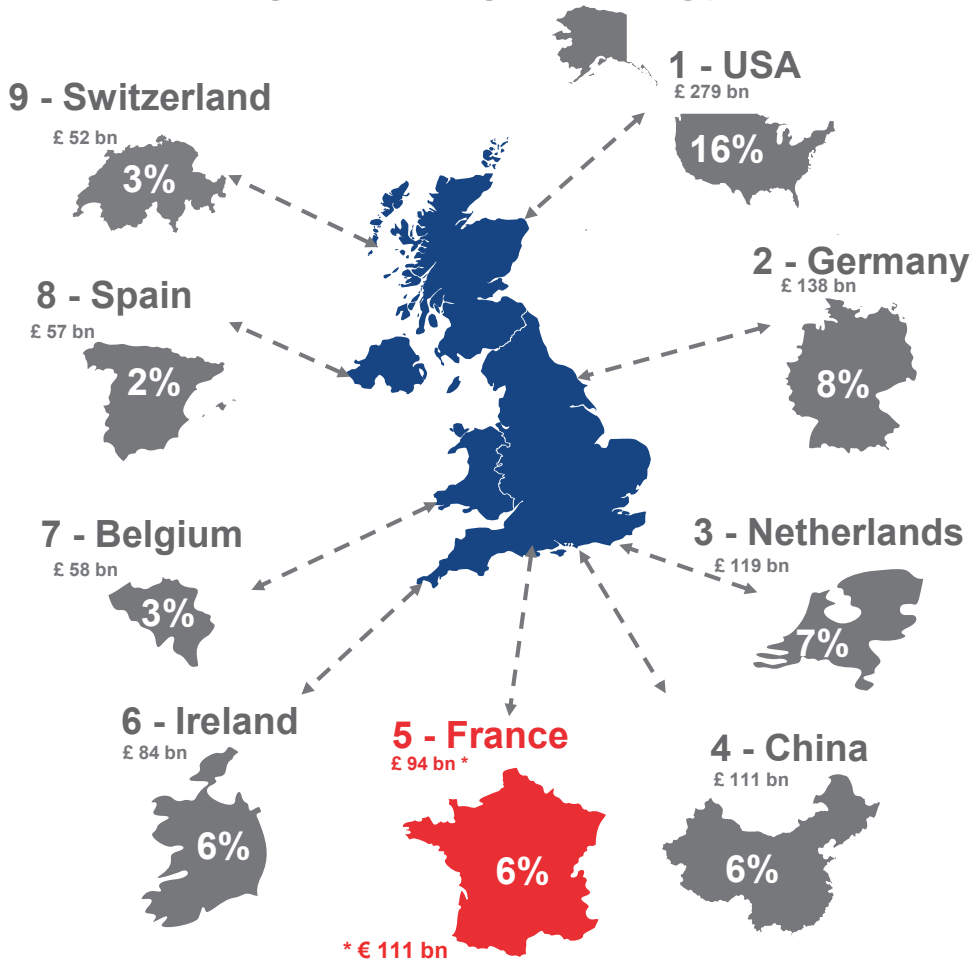 1 - USA
£ 279 bn
16%
9 - Switzerland
£ 52 bn
3%
2 - Germany
£ 138 bn
8%
8 - Spain
£ 57 bn
2%
7 - Belgium
£ 58 bn
3%
3 - Netherlands
£ 119 bn
7%
6 - Ireland
£ 84 bn
6%
5 - France
£ 94 bn *
6%
* € 111 bn
4 - China
£ 111 bn
6%